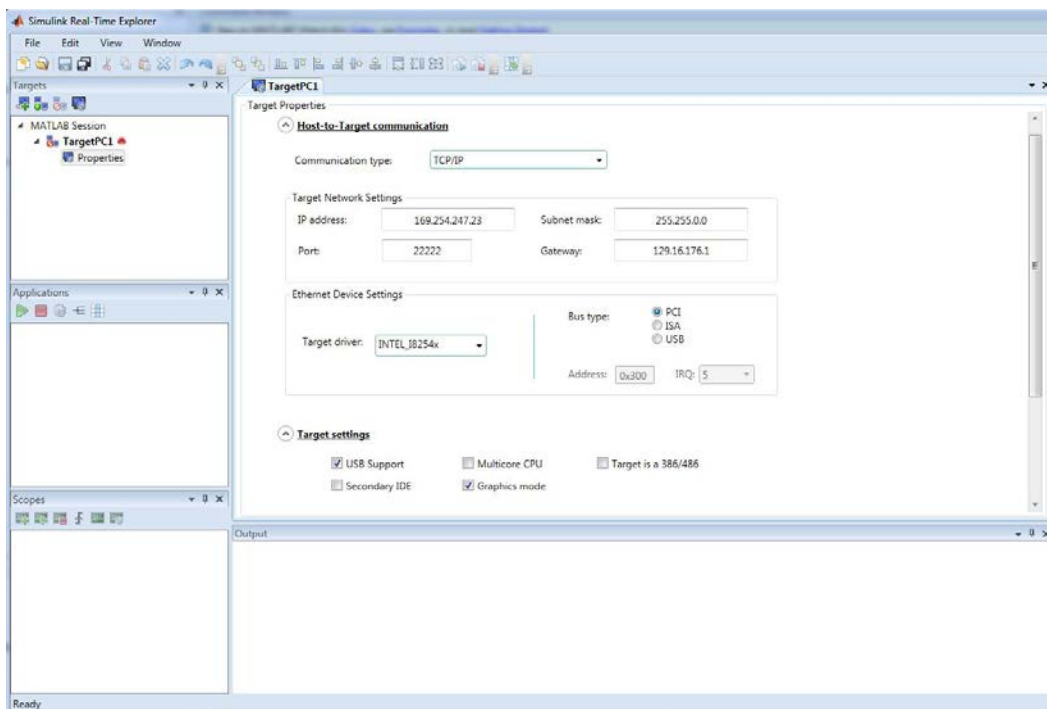 Simulink Real-Time Explorer
File Edit View Window
Targets
MATLAB Session
TargetPC1
Properties
Applications
Scopes
TargetPC1
Target Properties
Host-to-Target communication
Communication type: TCP/IP
Target Network Settings
IP address: 169.254.247.23 Subnet mask: 255.255.0.0
Port: 22222 Gateway: 129.16.176.1
Ethernet Device Settings
Target driver: INTEL_I8254x
Bus type: PCI
ISA
USB
Address: 0x300 IRQ: 5
Target settings
USB Support Multicore CPU Target is a 386/486
Secondary IDE Graphics mode
Output
Ready